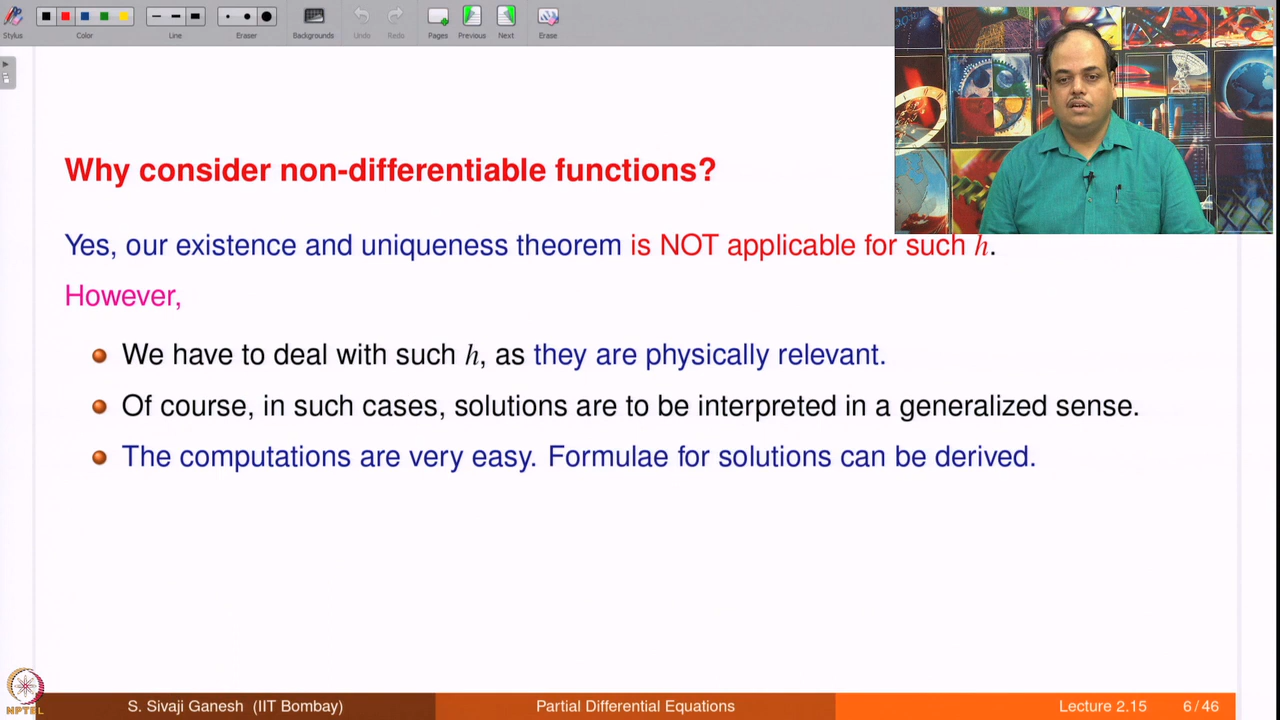 Stylus Color Line Eraser Backgrounds Undo Redo Pages Previous Next Erase
Why consider non-differentiable functions?
Yes, our existence and uniqueness theorem is NOT applicable for such h.
However,
We have to deal with such h, as they are physically relevant.
Of course, in such cases, solutions are to be interpreted in a generalized sense.
The computations are very easy. Formulae for solutions can be derived.
NPTEL
S. Sivaji Ganesh (IIT Bombay) Partial Differential Equations Lecture 2.15 6 / 46